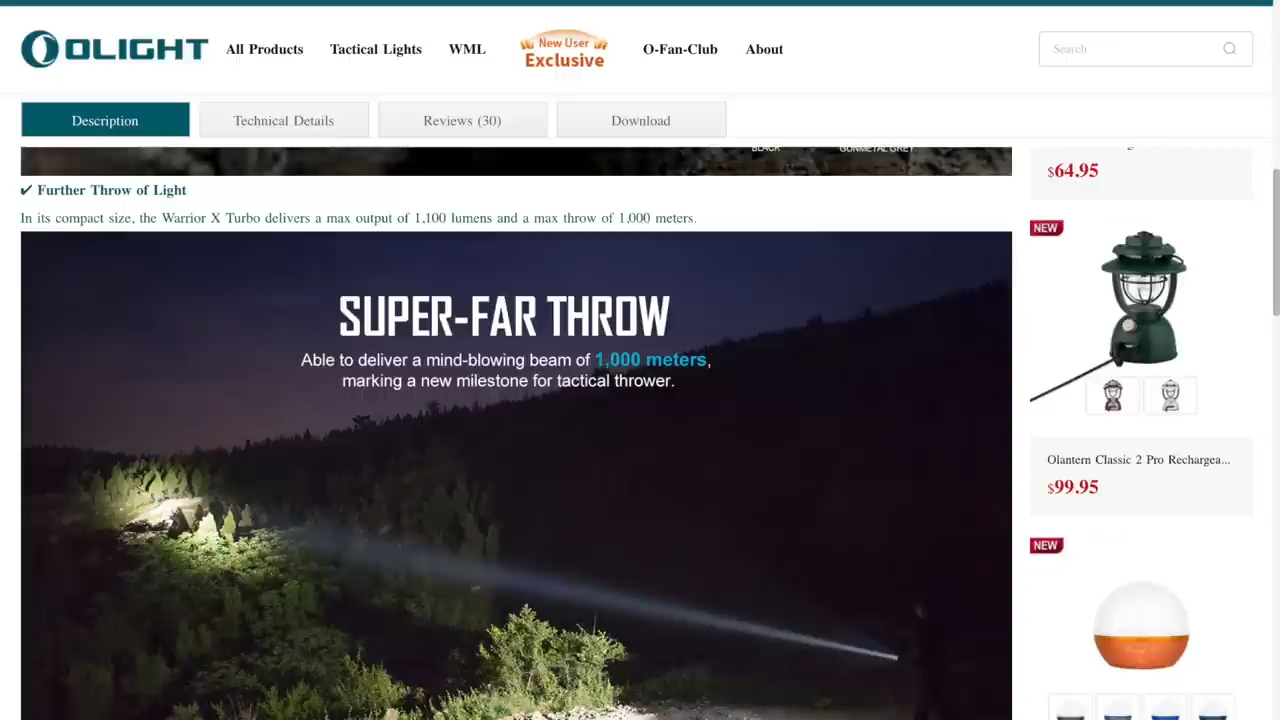 OLIGHT
All Products
Tactical Lights
WML
New User
Exclusive
O-Fan-Club
About
Search
Description
Technical Details
Reviews (30)
Download
BLACK
GUNMETAL GREY
✔ Further Throw of Light
In its compact size, the Warrior X Turbo delivers a max output of 1,100 lumens and a max throw of 1,000 meters.
SUPER-FAR THROW
Able to deliver a mind-blowing beam of 1,000 meters,
marking a new milestone for tactical thrower.
$64.95
NEW
Olantern Classic 2 Pro Rechargea...
$99.95
NEW